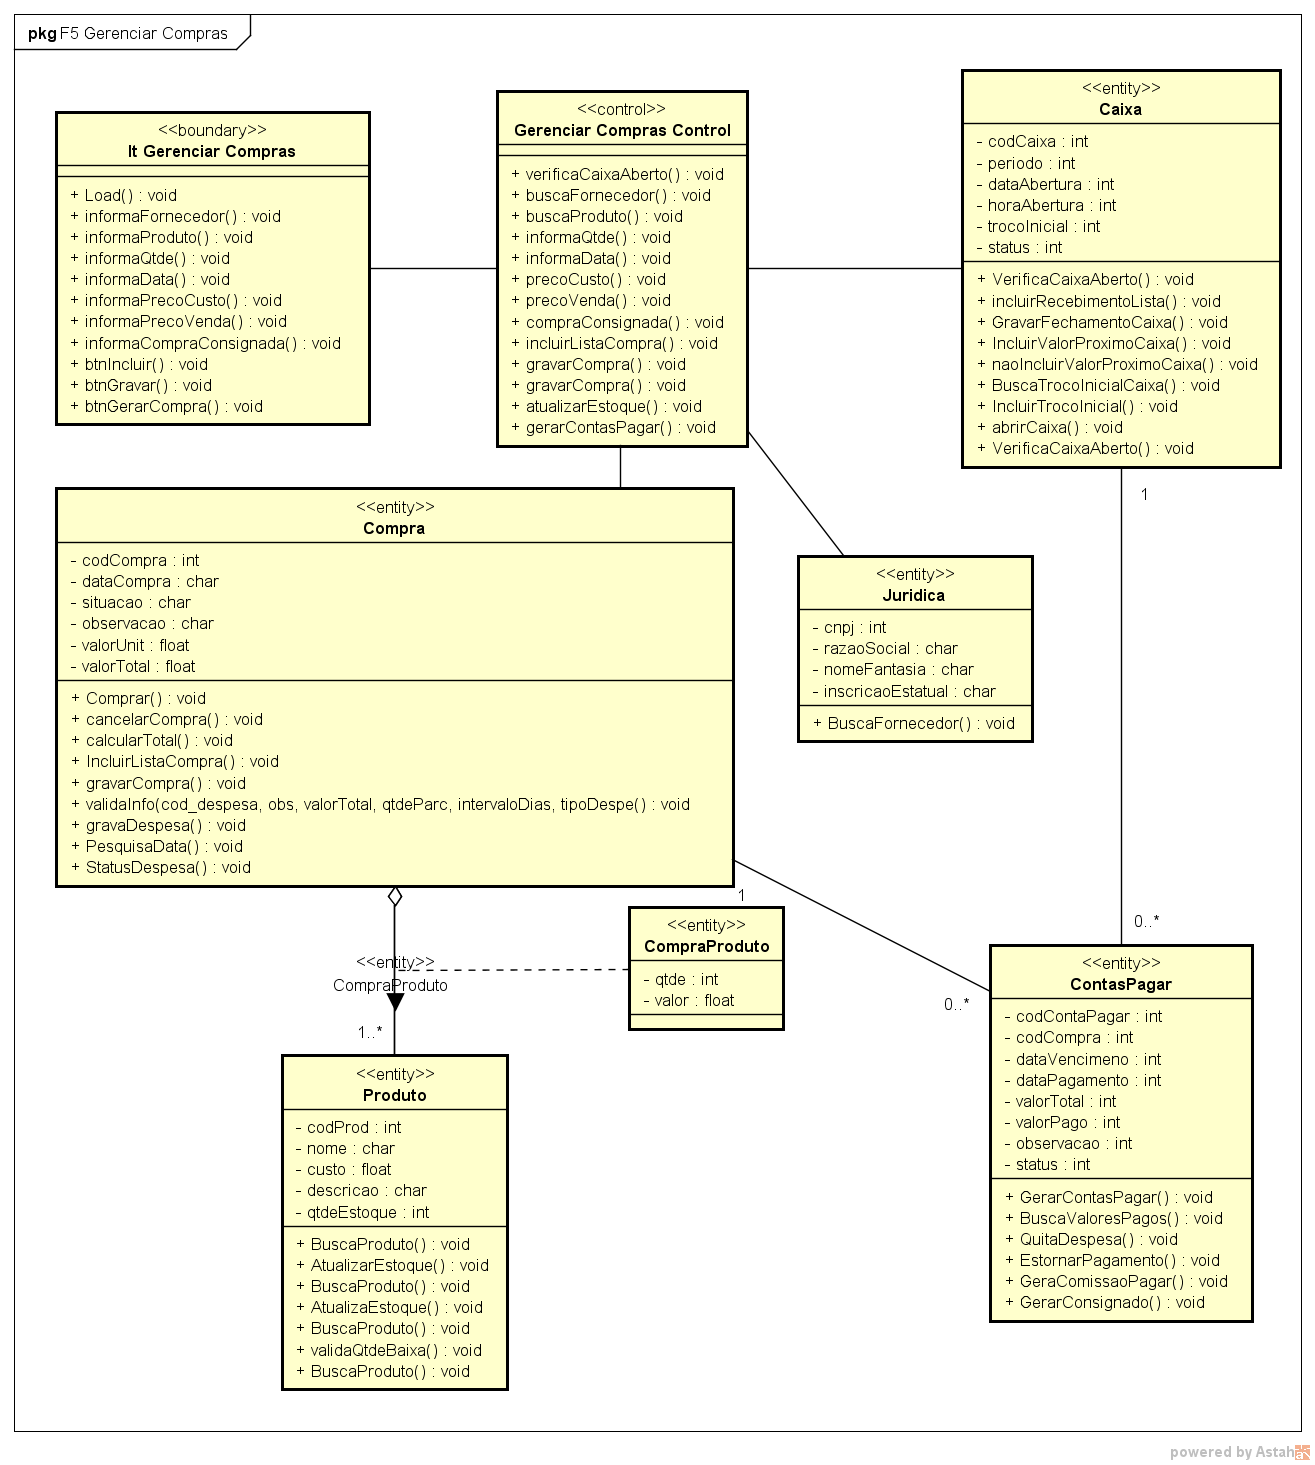 pkg F5 Gerenciar Compras
<<boundary>>
It Gerenciar Compras
+ Load() : void
+ informaFornecedor() : void
+ informaProduto() : void
+ informaQtde() : void
+ informaData() : void
+ informaPrecoCusto() : void
+ informaPrecoVenda() : void
+ informaCompraConsignada() : void
+ btnIncluir() : void
+ btnGravar() : void
+ btnGerarCompra() : void
<<control>>
Gerenciar Compras Control
+ verificaCaixaAberto() : void
+ buscaFornecedor() : void
+ buscaProduto() : void
+ informaQtde() : void
+ informaData() : void
+ precoCusto() : void
+ precoVenda() : void
+ compraConsignada() : void
+ incluirListaCompra() : void
+ gravarCompra() : void
+ gravarCompra() : void
+ atualizarEstoque() : void
+ gerarContasPagar() : void
<<entity>>
Caixa
- codCaixa : int
- periodo : int
- dataAbertura : int
- horaAbertura : int
- trocoInicial : int
- status : int
+ VerificaCaixaAberto() : void
+ incluirRecebimentoLista() : void
+ GravarFechamentoCaixa() : void
+ IncluirValorProximoCaixa() : void
+ naoIncluirValorProximoCaixa() : void
+ BuscaTrocoInicialCaixa() : void
+ IncluirTrocoInicial() : void
+ abrirCaixa() : void
+ VerificaCaixaAberto() : void
1
<<entity>>
Compra
- codCompra : int
- dataCompra : char
- situacao : char
- observacao : char
- valorUnit : float
- valorTotal : float
+ Comprar() : void
+ cancelarCompra() : void
+ calcularTotal() : void
+ IncluirListaCompra() : void
+ gravarCompra() : void
+ validaInfo(cod_despesa, obs, valorTotal, qtdeParc, intervaloDias, tipoDespe() : void
+ gravaDespesa() : void
+ PesquisaData() : void
+ StatusDespesa() : void
<<entity>>
Juridica
- cnpj : int
- razaoSocial : char
- nomeFantasia : char
- inscricaoEstatual : char
+ BuscaFornecedor() : void
1
0..*
0..*
<<entity>>
CompraProduto
1..*
<<entity>>
CompraProduto
- qtde : int
- valor : float
<<entity>>
ContasPagar
- codContaPagar : int
- codCompra : int
- dataVencimeno : int
- dataPagamento : int
- valorTotal : int
- valorPago : int
- observacao : int
- status : int
+ GerarContasPagar() : void
+ BuscaValoresPagos() : void
+ QuitaDespesa() : void
+ EstornarPagamento() : void
+ GeraComissaoPagar() : void
+ GerarConsignado() : void
<<entity>>
Produto
- codProd : int
- nome : char
- custo : float
- descricao : char
- qtdeEstoque : int
+ BuscaProduto() : void
+ AtualizarEstoque() : void
+ BuscaProduto() : void
+ AtualizaEstoque() : void
+ BuscaProduto() : void
+ validaQtdeBaixa() : void
+ BuscaProduto() : void
powered by Astah